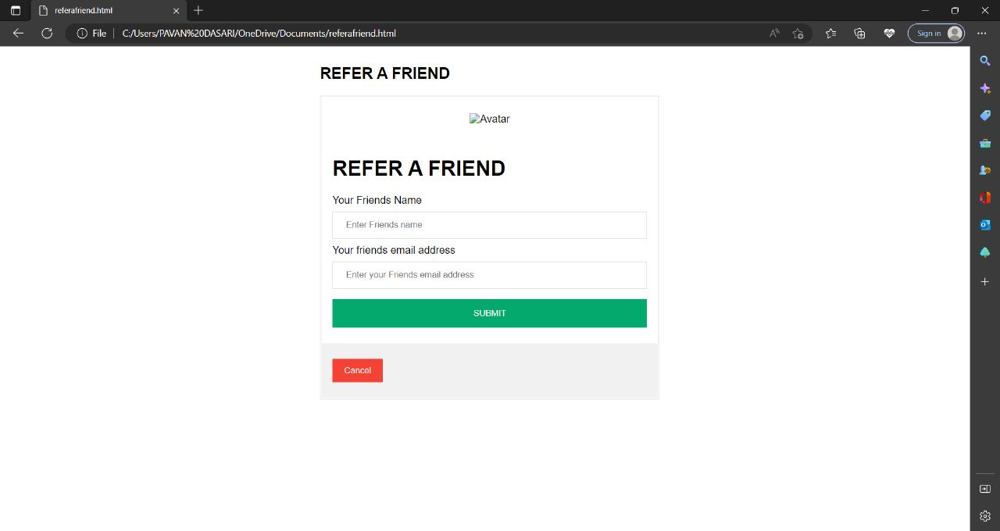 referafriend.html
File C:/Users/PAVAN%20DASARI/OneDrive/Documents/referafriend.html
Sign in
REFER A FRIEND
Avatar
REFER A FRIEND
Your Friends Name
Enter Friends name
Your friends email address
Enter your Friends email address
SUBMIT
Cancel